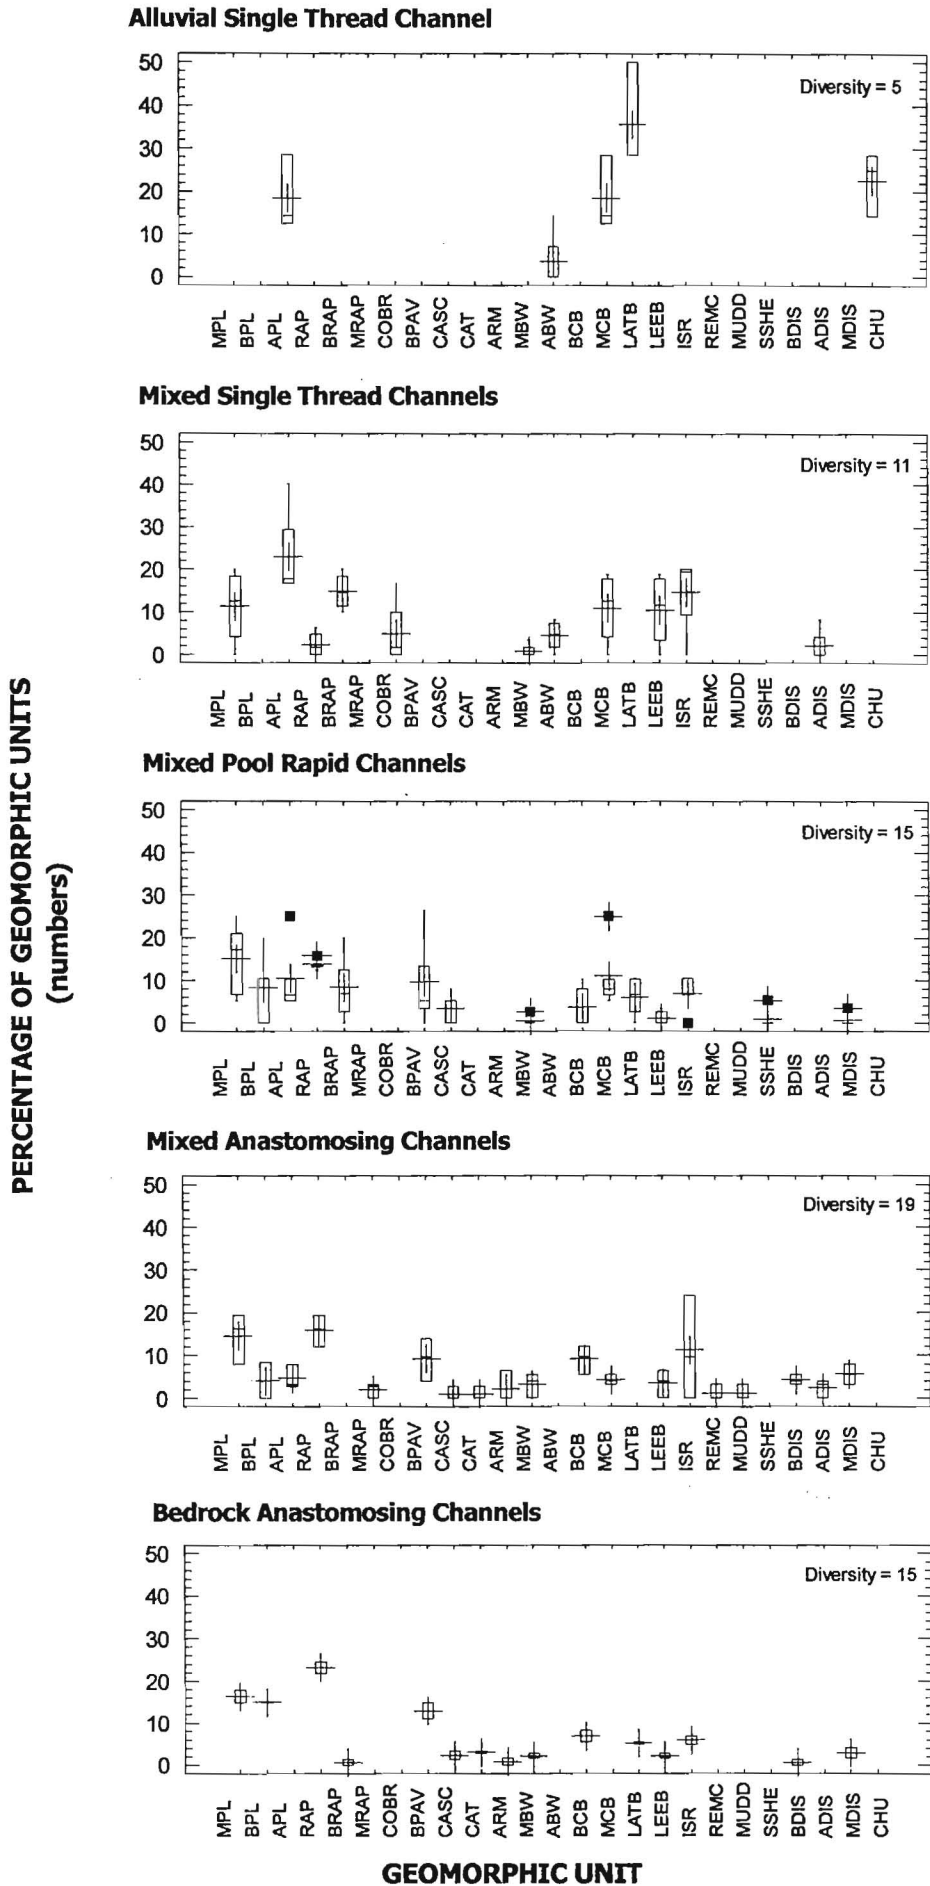 Alluvial Single Thread Channel
50
40
30
20
10
0
Diversity = 5
MPL BPL APL RAP BRAP MRAP COBR BPAV CASC CAT ARM MBW ABW BCB MCB LATB LEEB ISR REMC MUDD SSHE BDIS ADIS MDIS CHU
Mixed Single Thread Channels
50
40
30
20
10
0
Diversity = 11
MPL BPL APL RAP BRAP MRAP COBR BPAV CASC CAT ARM MBW ABW BCB MCB LATB LEEB ISR REMC MUDD SSHE BDIS ADIS MDIS CHU
Mixed Pool Rapid Channels
50
40
30
20
10
0
Diversity = 15
MPL BPL APL RAP BRAP MRAP COBR BPAV CASC CAT ARM MBW ABW BCB MCB LATB LEEB ISR REMC MUDD SSHE BDIS ADIS MDIS CHU
Mixed Anastomosing Channels
50
40
30
20
10
0
Diversity = 19
MPL BPL APL RAP BRAP MRAP COBR BPAV CASC CAT ARM MBW ABW BCB MCB LATB LEEB ISR REMC MUDD SSHE BDIS ADIS MDIS CHU
Bedrock Anastomosing Channels
50
40
30
20
10
0
Diversity = 15
MPL BPL APL RAP BRAP MRAP COBR BPAV CASC CAT ARM MBW ABW BCB MCB LATB LEEB ISR REMC MUDD SSHE BDIS ADIS MDIS CHU
GEOMORPHIC UNIT
PERCENTAGE OF GEOMORPHIC UNITS
(numbers)